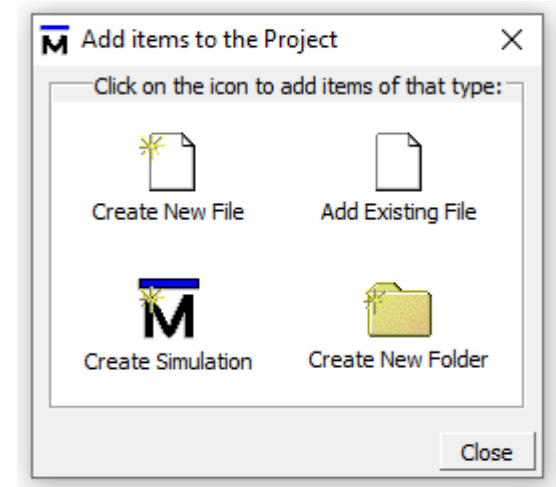 Add items to the Project
Click on the icon to add items of that type:
Create New File
Add Existing File
Create Simulation
Create New Folder
Close